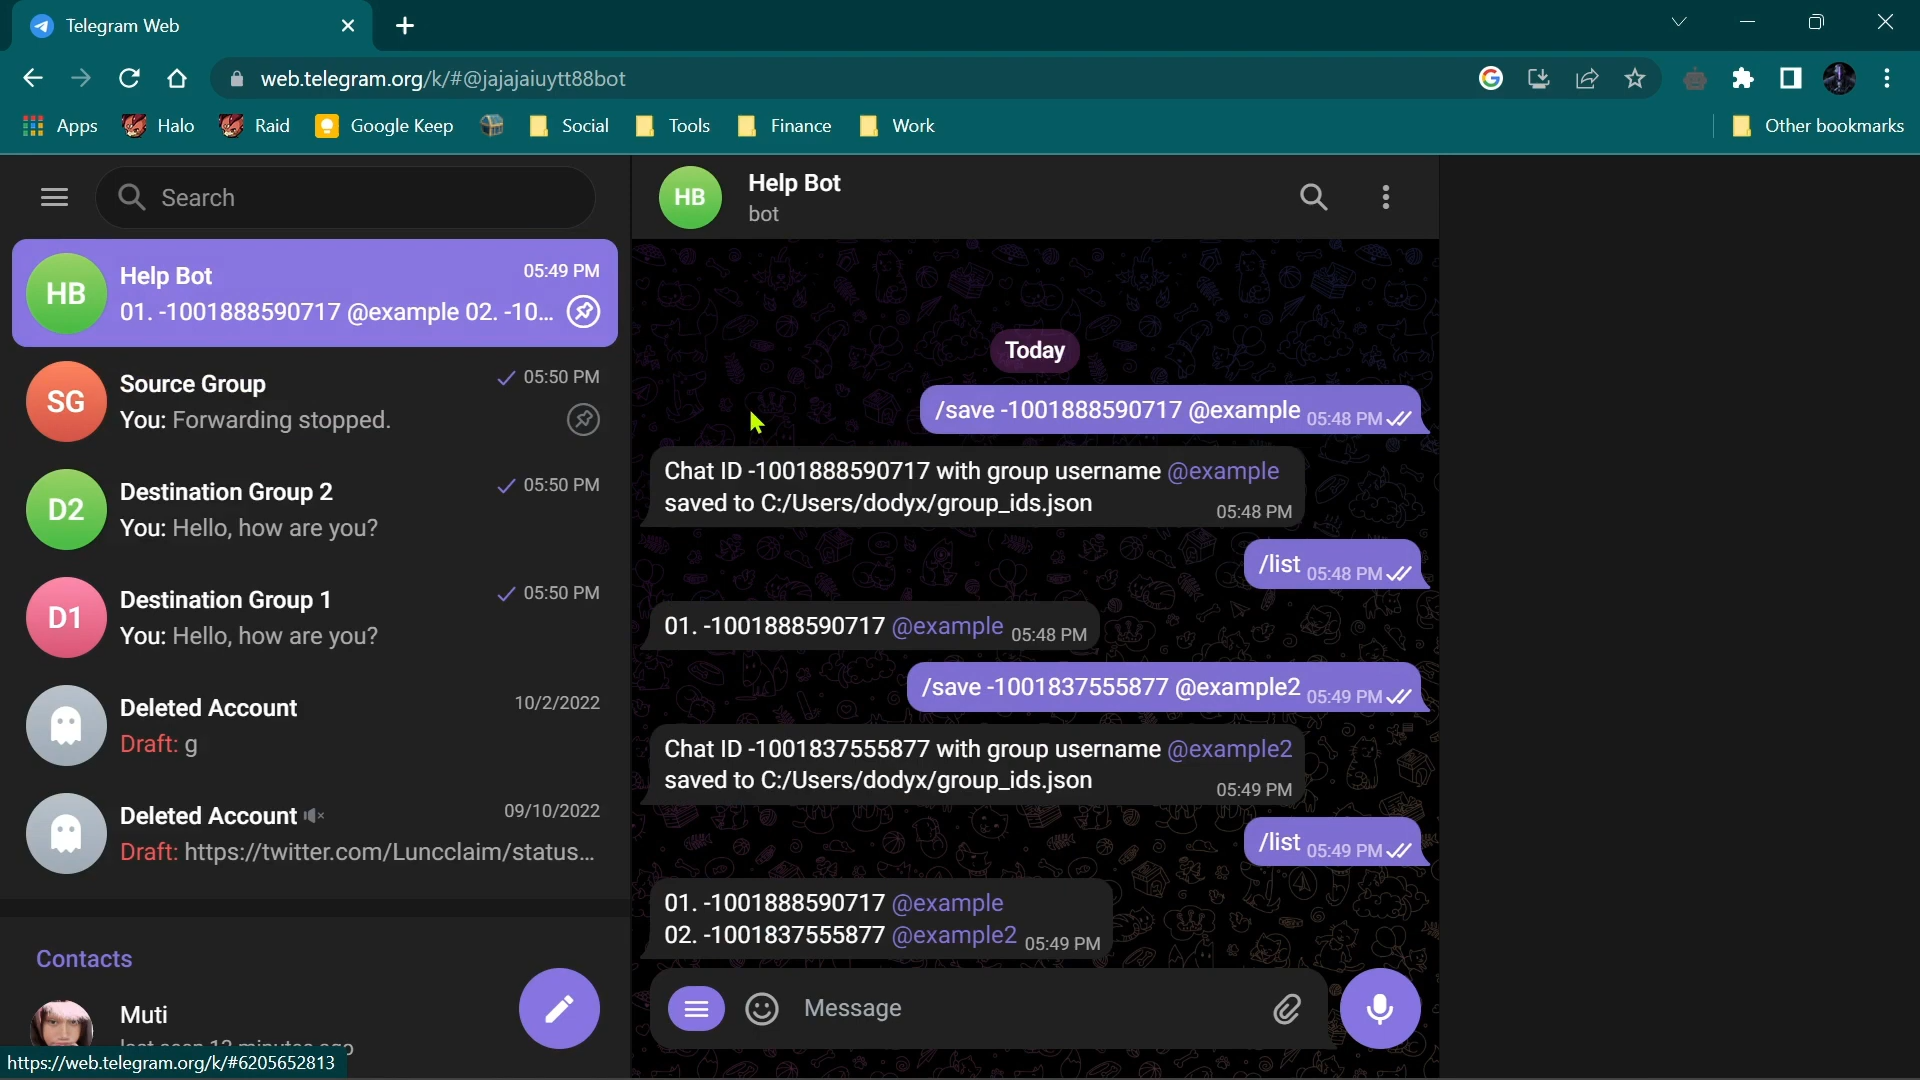 Telegram Web
web.telegram.org/k/#@jajajaiuytt88bot
Apps Halo Raid Google Keep Social Tools Finance Work Other bookmarks
Search
HB
Help Bot
05:49 PM
01. -1001888590717 @example 02. -10...
SG
Source Group
05:50 PM
You: Forwarding stopped.
D2
Destination Group 2
05:50 PM
You: Hello, how are you?
D1
Destination Group 1
05:50 PM
You: Hello, how are you?
Deleted Account
10/2/2022
Draft: g
Deleted Account
09/10/2022
Draft: https://twitter.com/Luncclaim/status...
Contacts
Muti
last seen 12 minutes ago
https://web.telegram.org/k/#6205652813
HB
Help Bot
bot
Today
/save -1001888590717 @example 05:48 PM
Chat ID -1001888590717 with group username @example
saved to C:/Users/dodyx/group_ids.json
05:48 PM
/list 05:48 PM
01. -1001888590717 @example 05:48 PM
/save -1001837555877 @example2 05:49 PM
Chat ID -1001837555877 with group username @example2
saved to C:/Users/dodyx/group_ids.json
05:49 PM
/list 05:49 PM
01. -1001888590717 @example
02. -1001837555877 @example2 05:49 PM
Message